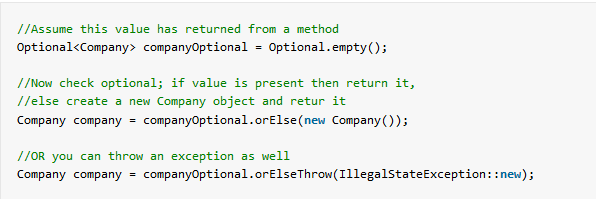 //Assume this value has returned from a method
Optional<Company> companyOptional = Optional.empty();
//Now check optional; if value is present then return it,
//else create a new Company object and retur it
Company company = companyOptional.orElse(new Company());
//OR you can throw an exception as well
Company company = companyOptional.orElseThrow(IllegalStateException::new);